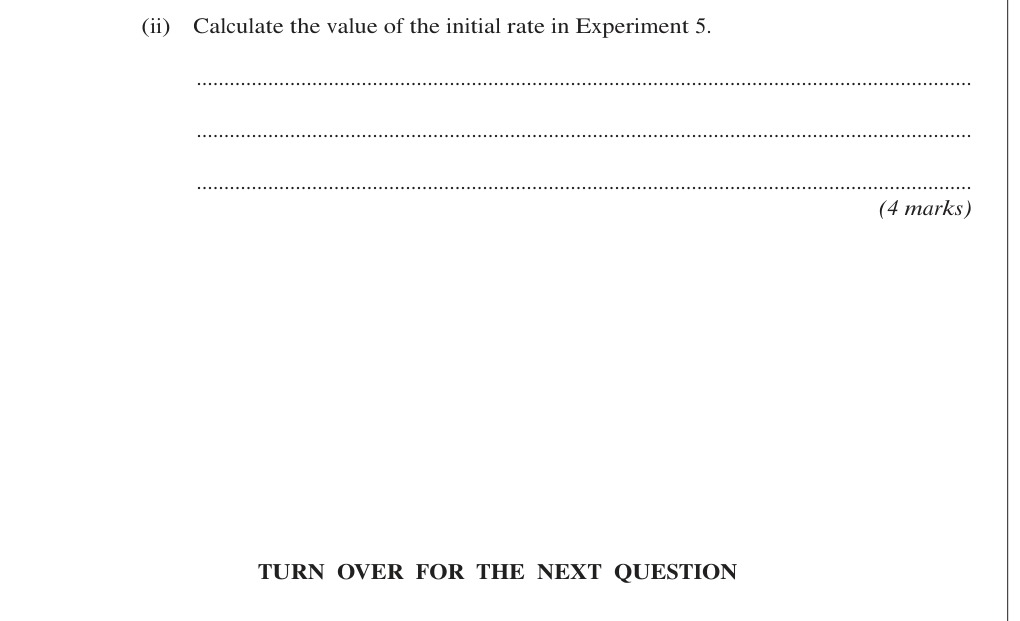 (ii) Calculate the value of the initial rate in Experiment 5.
................................................................................................................................................
................................................................................................................................................
................................................................................................................................................
(4 marks)
TURN OVER FOR THE NEXT QUESTION